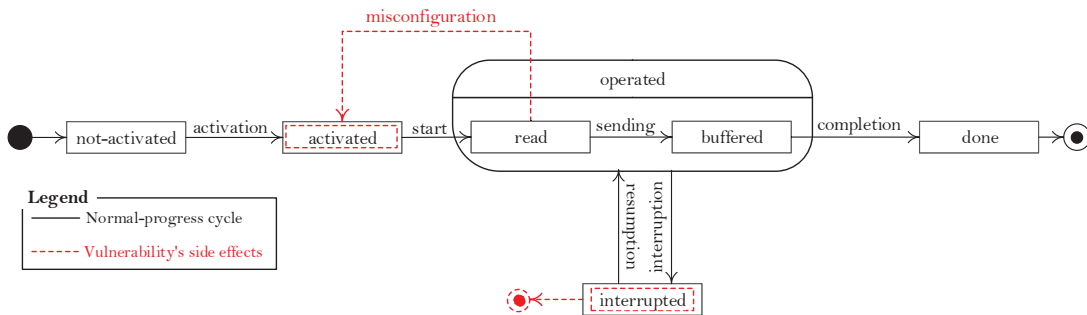 misconfiguration
operated
not-activated
activation
activated
start
read
sending
buffered
completion
done
resumption
interruption
interrupted
Legend
Normal-progress cycle
Vulnerability's side effects